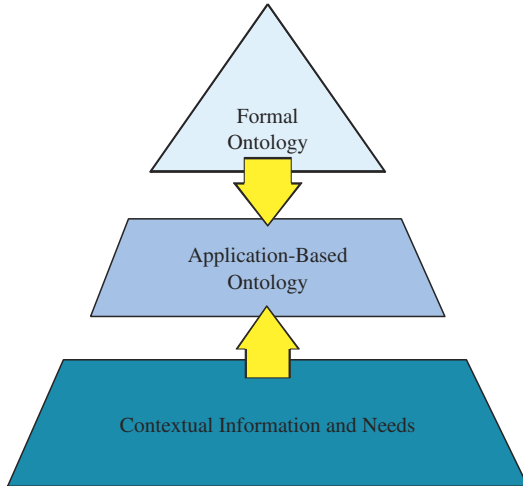 Formal
Ontology
Application-Based
Ontology
Contextual Information and Needs